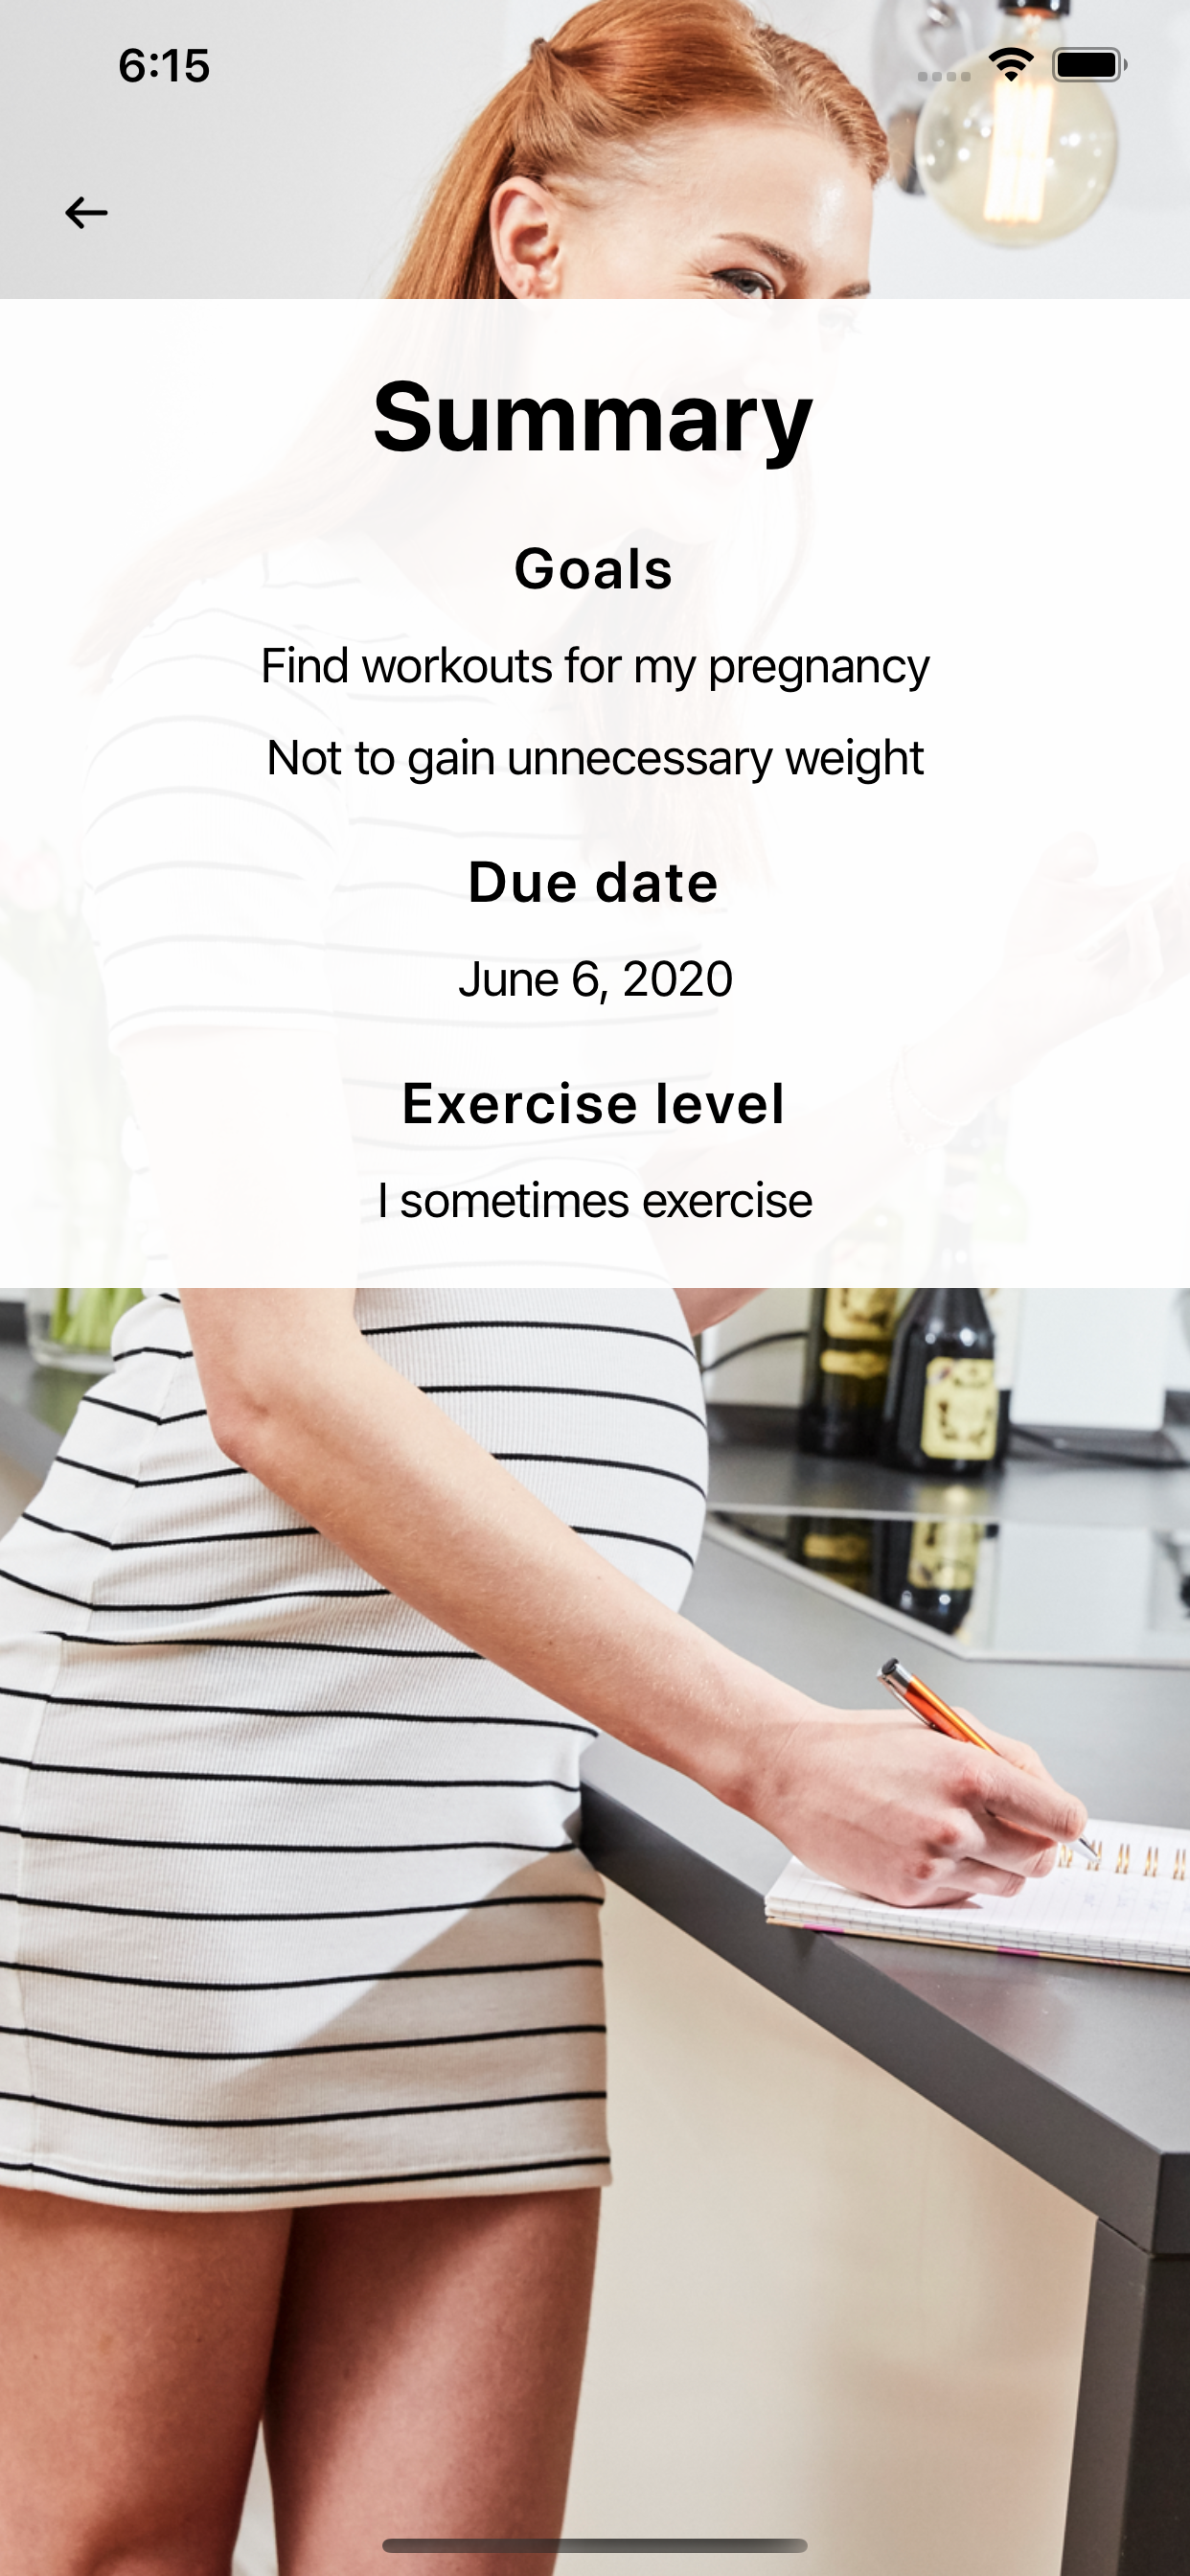 6:15
Summary
Goals
Find workouts for my pregnancy
Not to gain unnecessary weight
Due date
June 6, 2020
Exercise level
I sometimes exercise